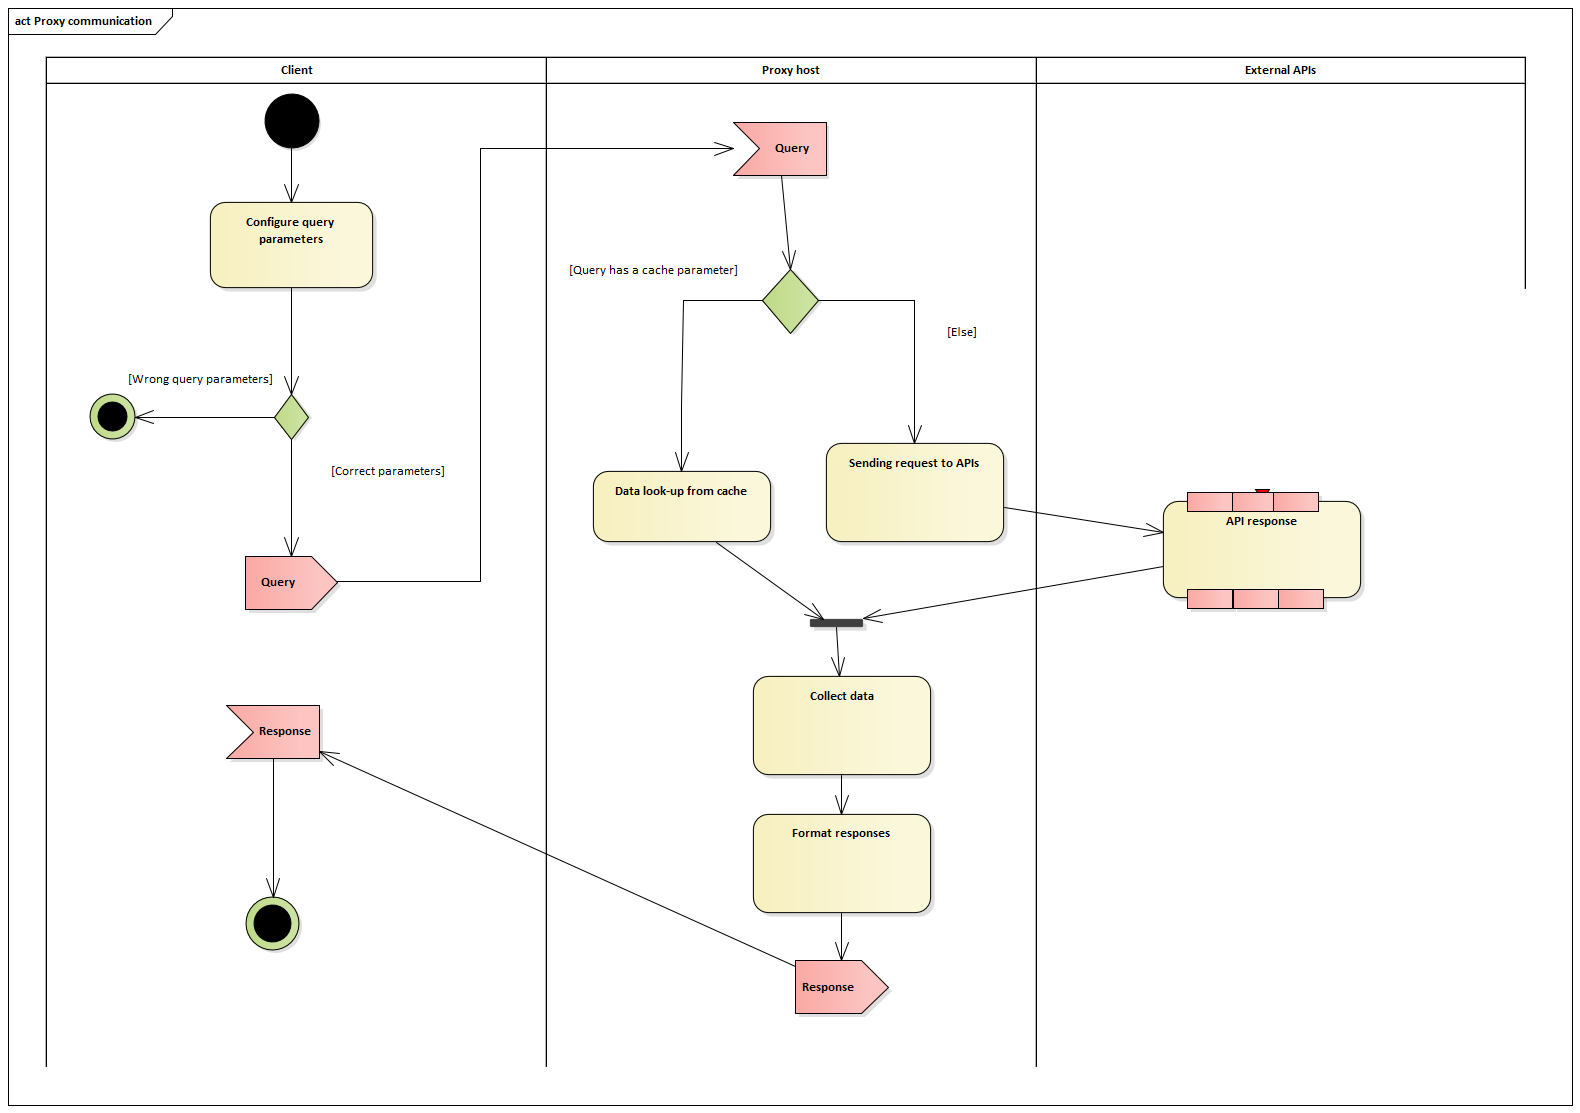 act Proxy communication
Client
Proxy host
External APIs
Query
Configure query
parameters
[Query has a cache parameter]
[Else]
[Wrong query parameters]
[Correct parameters]
Sending request to APIs
Data look-up from cache
API response
Query
Collect data
Response
Format responses
Response